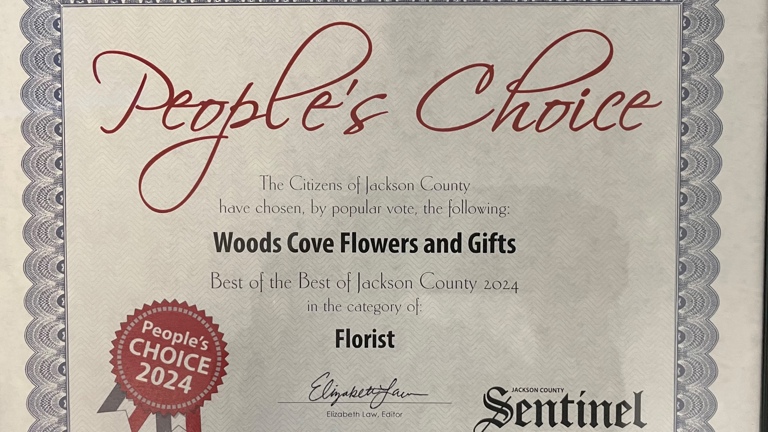 People's Choice
The Citizens of Jackson County
have chosen, by popular vote, the following:
Woods Cove Flowers and Gifts
Best of the Best of Jackson County 2024
in the category of:
Florist
People's
CHOICE
2024
Elizabeth Law
Elizabeth Law, Editor
JACKSON COUNTY
Sentinel